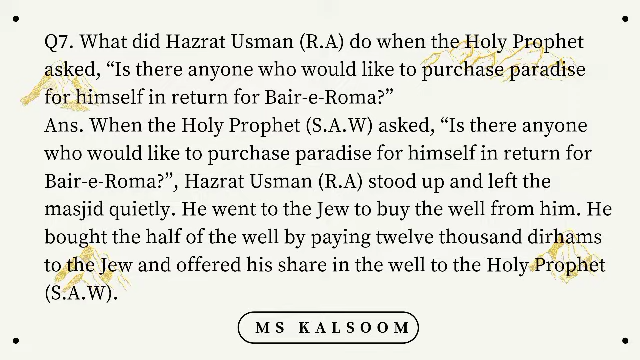 Q7. What did Hazrat Usman (R.A) do when the Holy Prophet
asked, “Is there anyone who would like to purchase paradise
for himself in return for Bair-e-Roma?”
Ans. When the Holy Prophet (S.A.W) asked, “Is there anyone
who would like to purchase paradise for himself in return for
Bair-e-Roma?”, Hazrat Usman (R.A) stood up and left the
masjid quietly. He went to the Jew to buy the well from him. He
bought the half of the well by paying twelve thousand dirhams
to the Jew and offered his share in the well to the Holy Prophet
(S.A.W).
MS KALSOOM